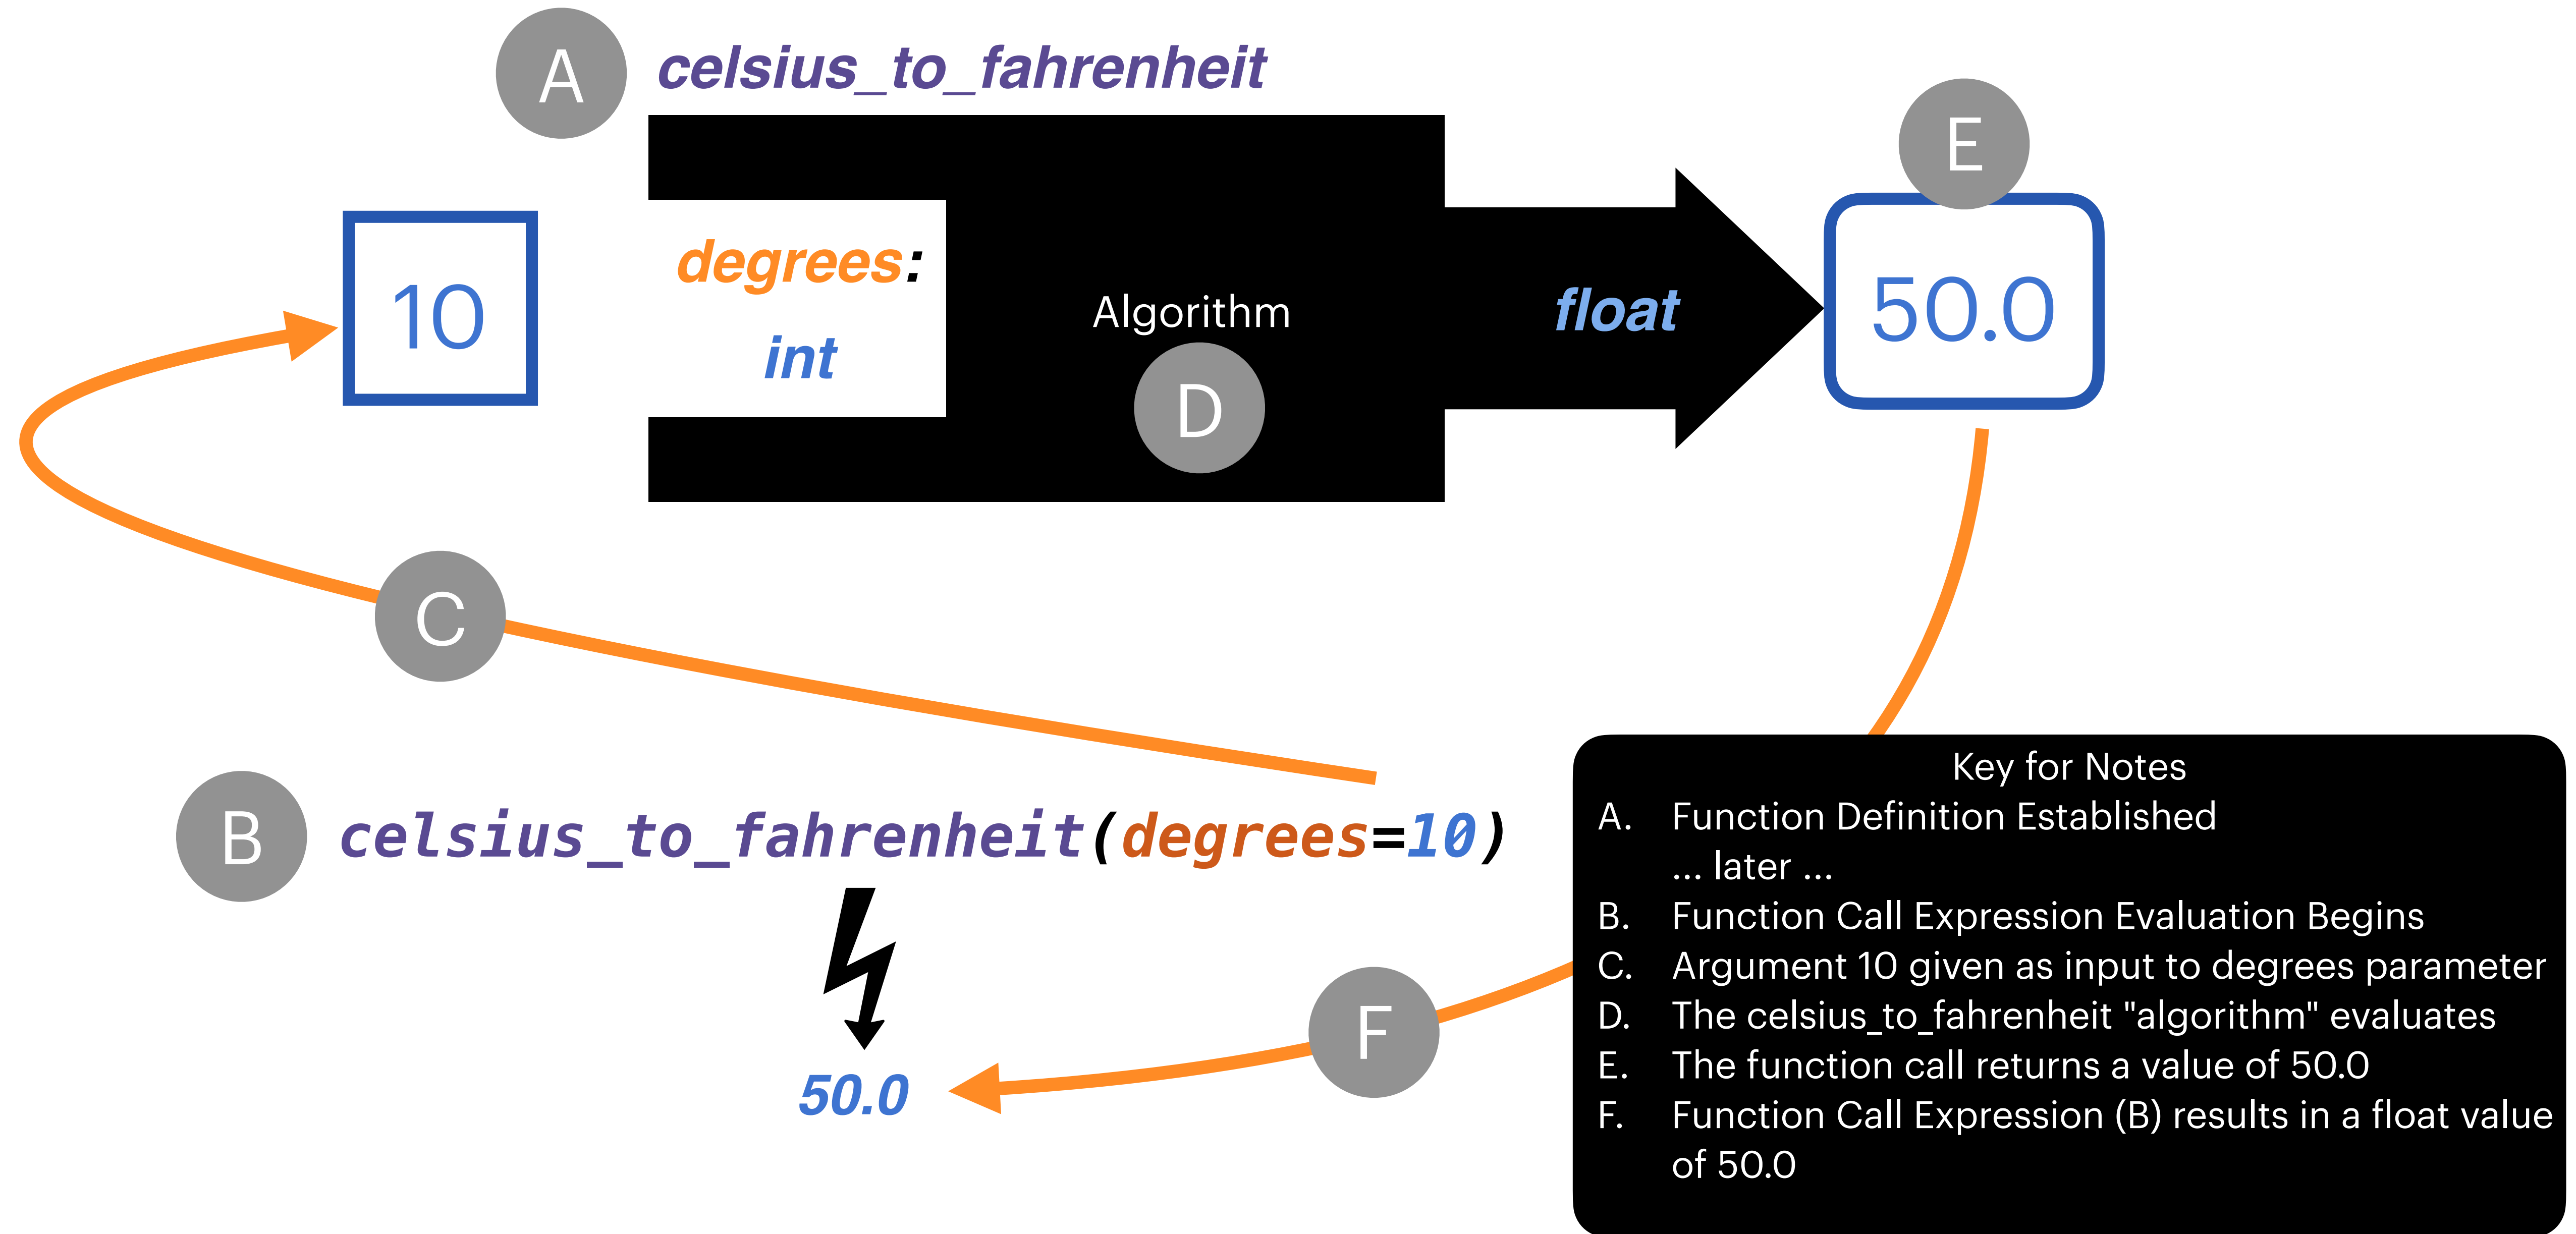 A
celsius_to_fahrenheit
E
10
degrees:
int
Algorithm
D
float
50.0
C
B
celsius_to_fahrenheit(degrees=10)
F
50.0
Key for Notes
A. Function Definition Established
... later ...
B. Function Call Expression Evaluation Begins
C. Argument 10 given as input to degrees parameter
D. The celsius_to_fahrenheit "algorithm" evaluates
E. The function call returns a value of 50.0
F. Function Call Expression (B) results in a float value
of 50.0